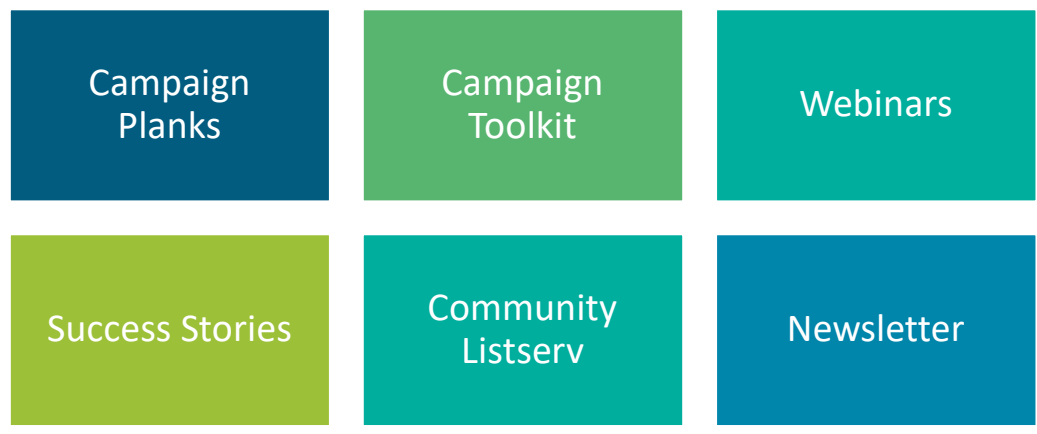 Campaign
Planks
Campaign
Toolkit
Webinars
Success Stories
Community
Listserv
Newsletter